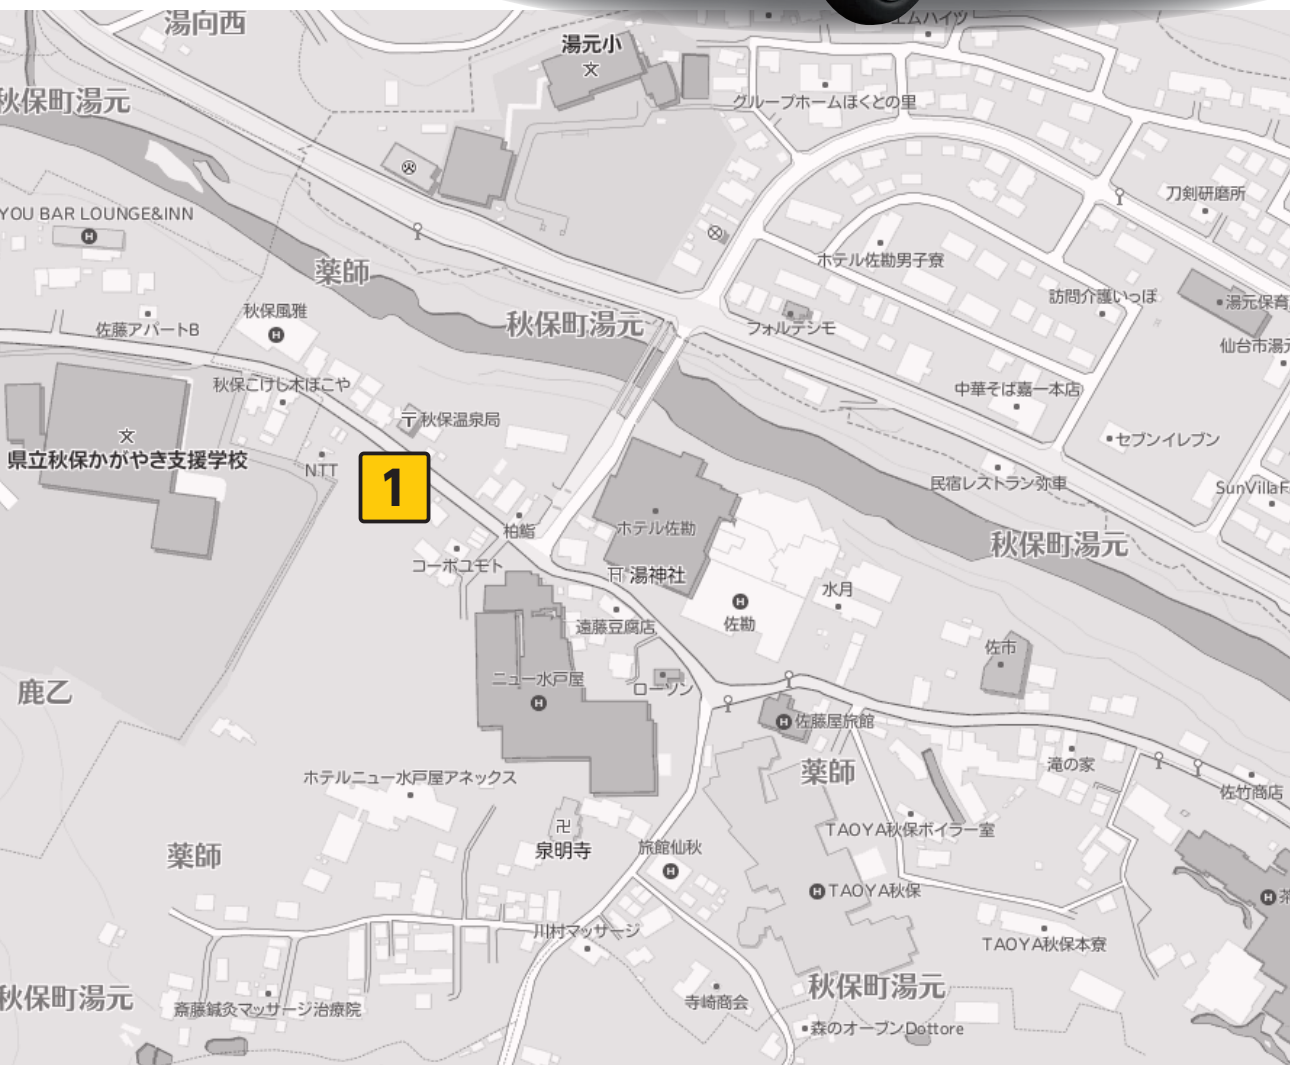 湯向西
エムハイツ
湯元小
秋保町湯元
グループホームほくとの里
刀剣研磨所
YOU BAR LOUNGE&INN
薬師
ホテル佐勘男子寮
訪問介護いっぽ
湯元保育
秋保風雅
佐藤アパートB
秋保町湯元
フォルテシモ
仙台市湯元
秋保こけし木ぼこや
中華そば嘉一本店
〒秋保温泉局
セブンイレブン
県立秋保かがやき支援学校
NTT
1
民宿レストラン弥車
SunVillaF
柏鮨
ホテル佐勘
秋保町湯元
コーポユモト
湯神社
水月
佐勘
遠藤豆腐店
佐市
鹿乙
ニュー水戸屋
H
ローソン
H 佐藤屋旅館
薬師
滝の家
ホテルニュー水戸屋アネックス
佐竹商店
TAOYA秋保ボイラー室
卍
泉明寺
旅館仙秋
薬師
H
H TAOYA秋保
H 茶
川村マッサージ
TAOYA秋保本寮
秋保町湯元
秋保町湯元
斎藤鍼灸マッサージ治療院
寺崎商会
森のオーブンDottore